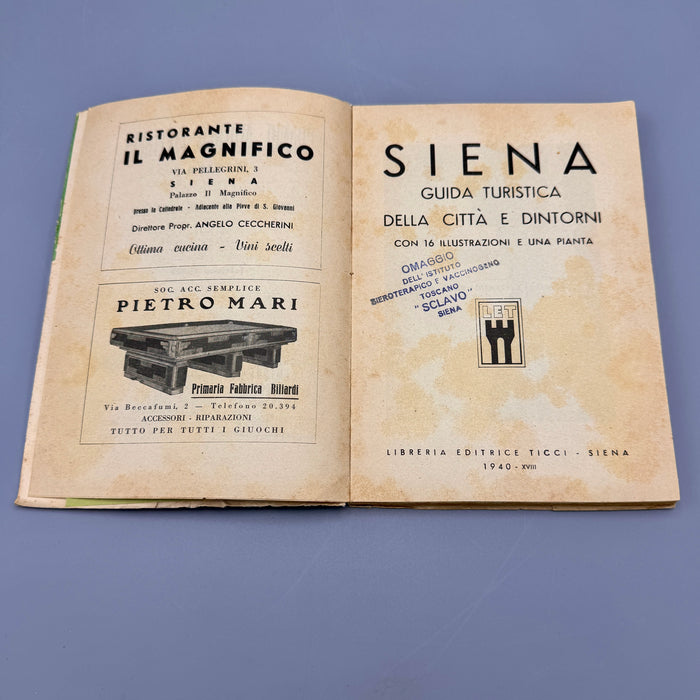 RISTORANTE
IL MAGNIFICO
VIA PELLEGRINI, 3
SIENA
Palazzo Il Magnifico
Presso la Cattedrale - Adiacente alla Pieve di S. Giovanni
Direttore Propr. ANGELO CECCHERINI
Ottima cucina - Vini scelti
SOC. ACC. SEMPLICE
PIETRO MARI
Primaria Fabbrica Biliardi
Via Beccafumi, 2 — Telefono 20.394
ACCESSORI - RIPARAZIONI
TUTTO PER TUTTI I GIUOCHI
SIENA
GUIDA TURISTICA
DELLA CITTÀ E DINTORNI
CON 16 ILLUSTRAZIONI E UNA PIANTA
OMAGGIO
DELL'ISTITUTO
SIEROTERAPICO E VACCINOGENO
TOSCANO
"SCLAVO"
SIENA
LET
LIBRERIA EDITRICE TICCI - SIENA
1940 - XVIII